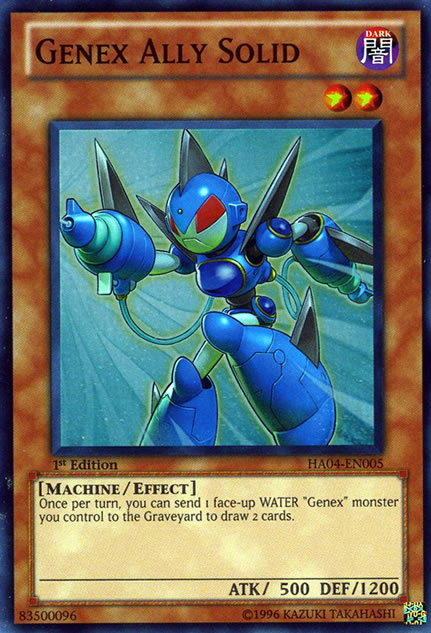 GENEX ALLY SOLID
DARK
闇
1st Edition
HA04-EN005
[MACHINE/EFFECT]
Once per turn, you can send 1 face-up WATER "Genex" monster
you control to the Graveyard to draw 2 cards.
ATK/ 500 DEF/1200
83500096
©1996 KAZUKI TAKAHASHI